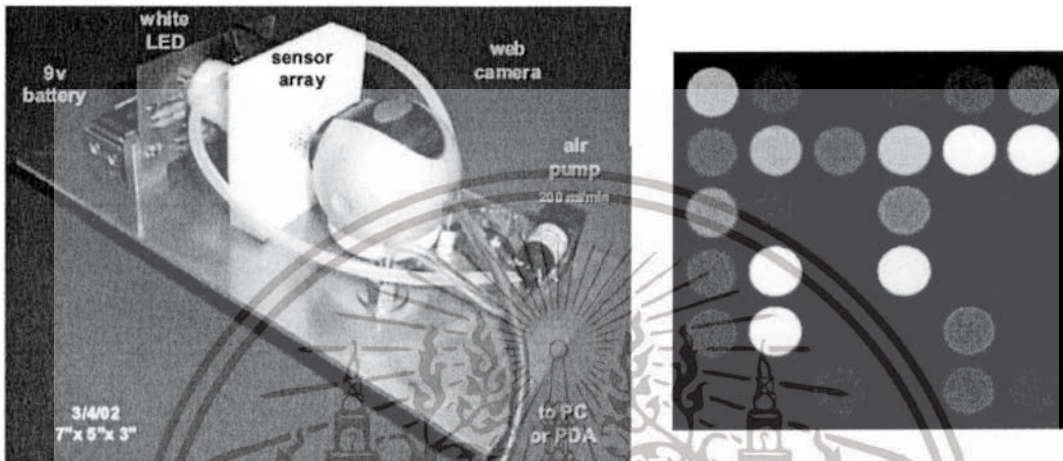 white
LED
9v
battery
sensor
array
web
camera
air
pump
200 ml/min
3/4/02
7"x 5"x 3"
to PC
or PDA